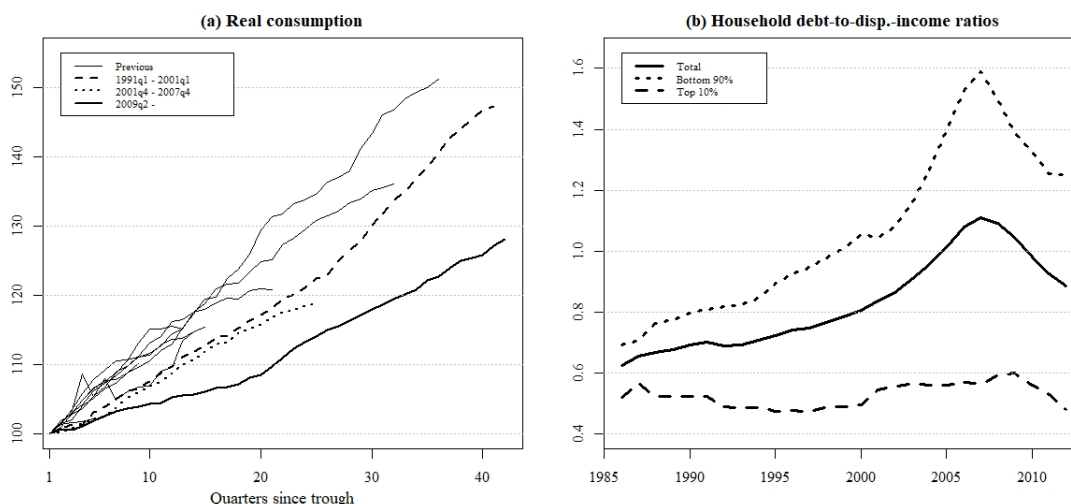 (a) Real consumption
Previous
1991q1 - 2001q1
2001q4 - 2007q4
2009q2 -
150
140
130
120
110
100
1 10 20 30 40
Quarters since trough
(b) Household debt-to-disp.-income ratios
Total
Bottom 90%
Top 10%
1.6
1.4
1.2
1.0
0.8
0.6
0.4
1985 1990 1995 2000 2005 2010